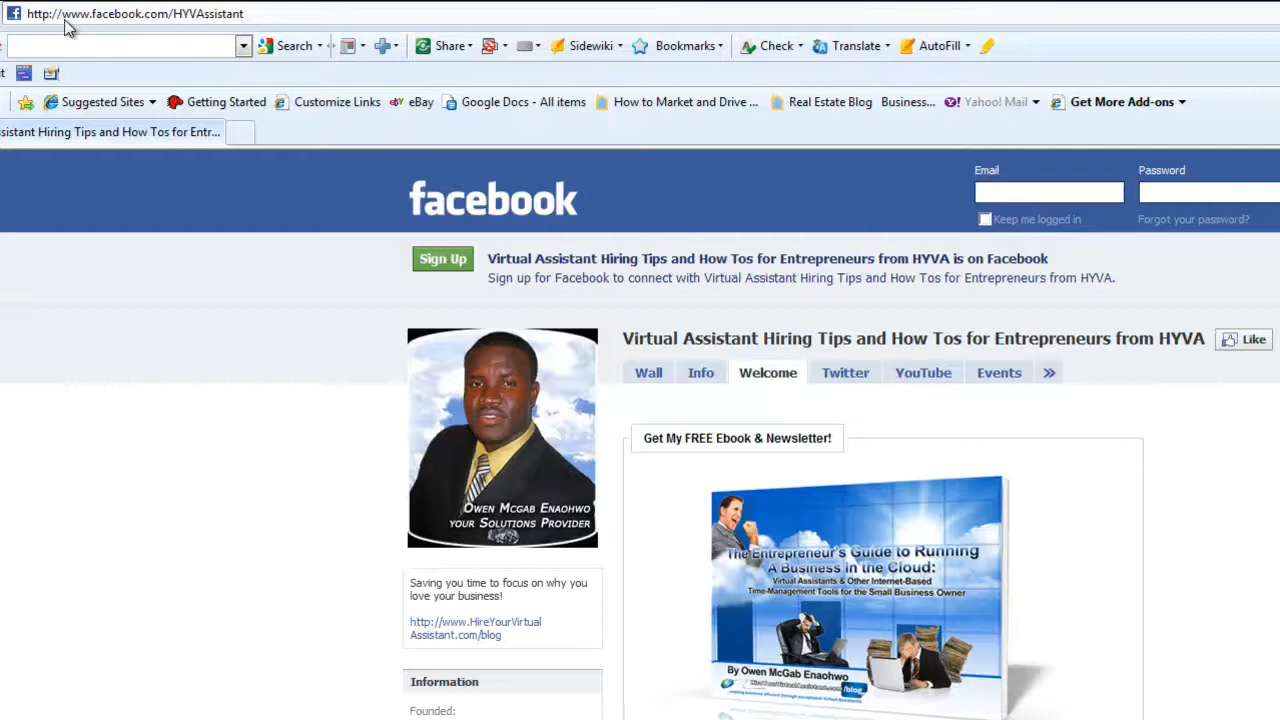 http://www.facebook.com/HYVAssistant
Search
Share
Sidewiki
Bookmarks
Check
Translate
AutoFill
Suggested Sites
Getting Started
Customize Links
eBay
Google Docs - All items
How to Market and Drive ...
Real Estate Blog
Business...
Yahoo! Mail
Get More Add-ons
sistant Hiring Tips and How Tos for Entr...
Email
Password
facebook
Keep me logged in
Forgot your password?
Sign Up
Virtual Assistant Hiring Tips and How Tos for Entrepreneurs from HYVA is on Facebook
Sign up for Facebook to connect with Virtual Assistant Hiring Tips and How Tos for Entrepreneurs from HYVA.
Virtual Assistant Hiring Tips and How Tos for Entrepreneurs from HYVA
Like
Wall
Info
Welcome
Twitter
YouTube
Events
»
Get My FREE Ebook & Newsletter!
OWEN MCGAB ENAOHWO
YOUR SOLUTIONS PROVIDER
The Entrepreneur's Guide to Running
A Business in the Cloud:
Virtual Assistants & Other Internet-Based
Time-Management Tools for the Small Business Owner
By Owen McGab Enaohwo
HireYourVirtualAssistant.com/blog
Saving you time to focus on why you
love your business!
http://www.HireYourVirtual
Assistant.com/blog
Information
Founded: